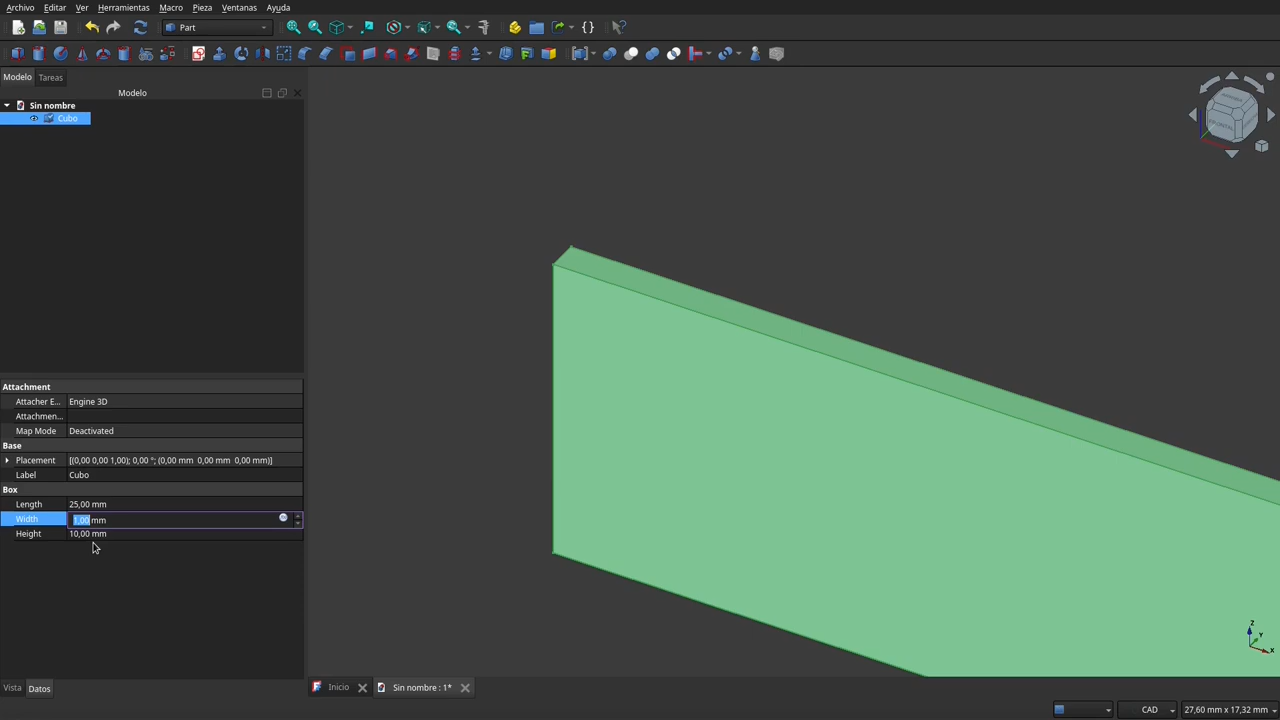 Archivo Editar Ver Herramientas Macro Pieza Ventanas Ayuda
Part
Modelo Tareas
Modelo
Sin nombre
Cubo
Attachment
Attacher E... Engine 3D
Attachmen...
Map Mode Deactivated
Base
Placement [(0,00 0,00 1,00); 0,00 °; (0,00 mm 0,00 mm 0,00 mm)]
Label Cubo
Box
Length 25,00 mm
Width 1,00 mm
Height 10,00 mm
Z
Y
X
Vista Datos
Inicio Sin nombre : 1*
CAD 27,60 mm x 17,32 mm